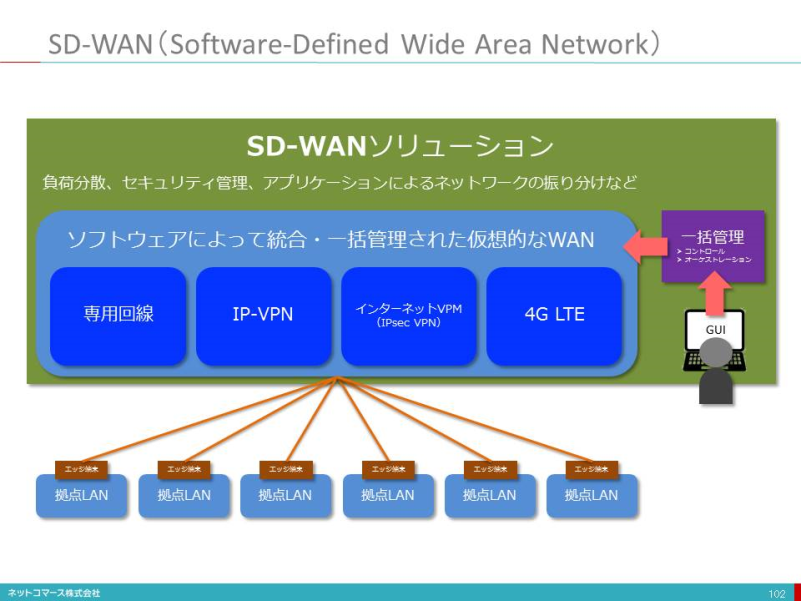 SD-WAN（Software-Defined Wide Area Network）
SD-WANソリューション
負荷分散、セキュリティ管理、アプリケーションによるネットワークの振り分けなど
ソフトウェアによって統合・一括管理された仮想的なWAN
一括管理
➤ コントロール
➤ オーケストレーション
専用回線
IP-VPN
インターネットVPM
（IPsec VPN）
4G LTE
GUI
エッジ端末
エッジ端末
エッジ端末
エッジ端末
エッジ端末
エッジ端末
拠点LAN
拠点LAN
拠点LAN
拠点LAN
拠点LAN
拠点LAN
ネットコマース株式会社
102